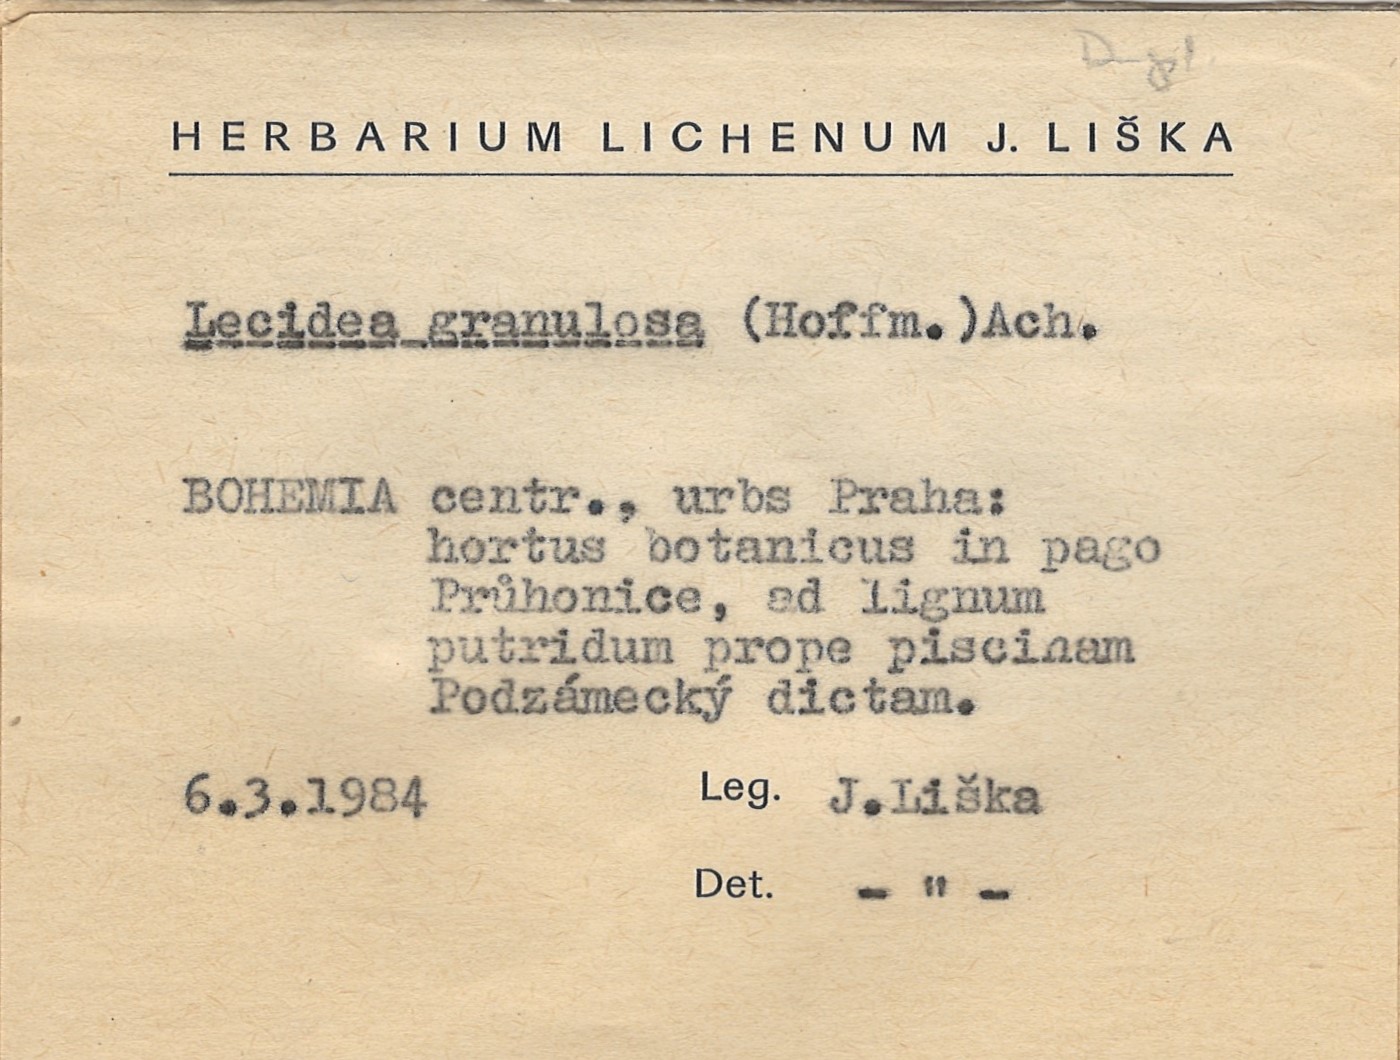 Dupl.
HERBARIUM LICHENUM J. LIŠKA
Lecidea granulosa (Hoffm.)Ach.
BOHEMIA centr., urbs Praha:
hortus botanicus in pago
Průhonice, ad lignum
putridum prope piscinam
Podzámecký dictam.
6.3.1984 Leg. J.Liška
Det. - " -